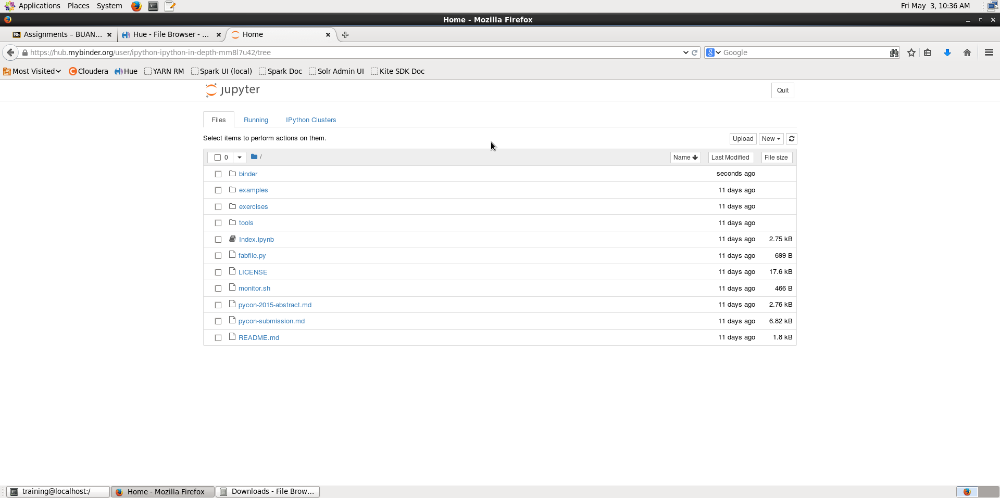 Applications Places System Fri May 3, 10:36 AM
Home - Mozilla Firefox
Bb Assignments – BUAN... Hue - File Browser - ... Home
https://hub.mybinder.org/user/ipython-ipython-in-depth-mm8l7u42/tree 8 Google
Most Visited Cloudera Hue YARN RM Spark UI (local) Spark Doc Solr Admin UI Kite SDK Doc
jupyter Quit
Files Running IPython Clusters
Select items to perform actions on them. Upload New
0 / Name Last Modified File size
binder seconds ago
examples 11 days ago
exercises 11 days ago
tools 11 days ago
Index.ipynb 11 days ago 2.75 kB
fabfile.py 11 days ago 699 B
LICENSE 11 days ago 17.6 kB
monitor.sh 11 days ago 466 B
pycon-2015-abstract.md 11 days ago 2.76 kB
pycon-submission.md 11 days ago 6.82 kB
README.md 11 days ago 1.8 kB
training@localhost:/ Home - Mozilla Firefox Downloads - File Brow...